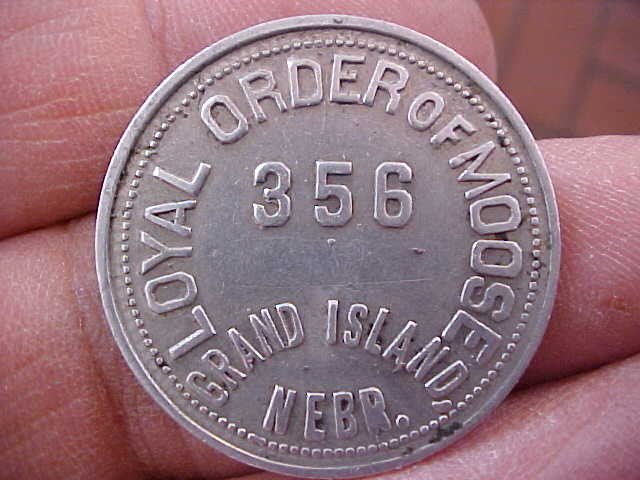 LOYAL ORDER OF MOOSE
356
GRAND ISLAND,
NEBR.